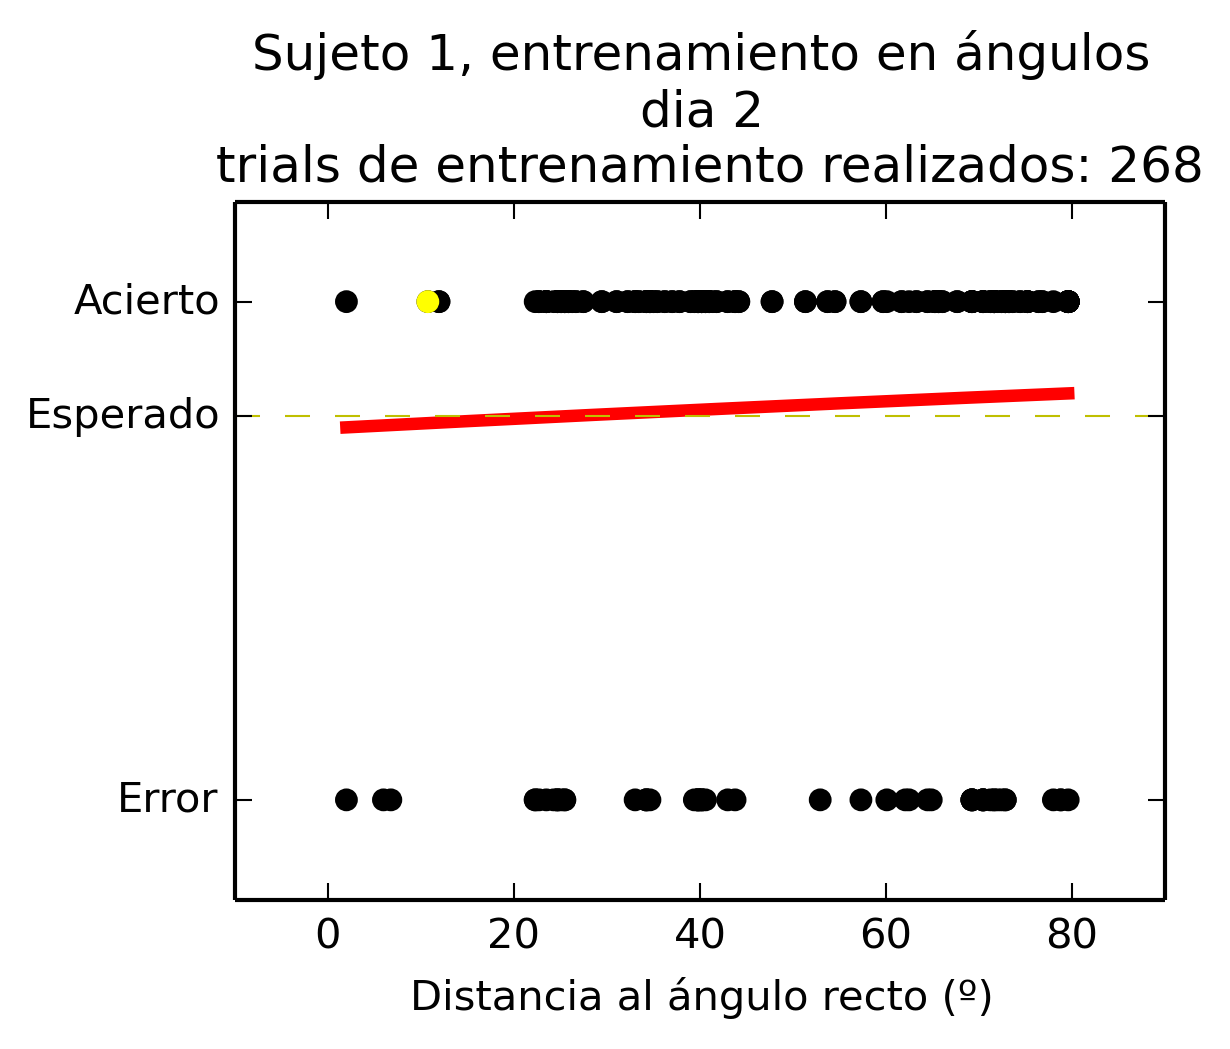 Sujeto 1, entrenamiento en ángulos
dia 2
trials de entrenamiento realizados: 268
Acierto
Esperado
Error
0 20 40 60 80
Distancia al ángulo recto (º)